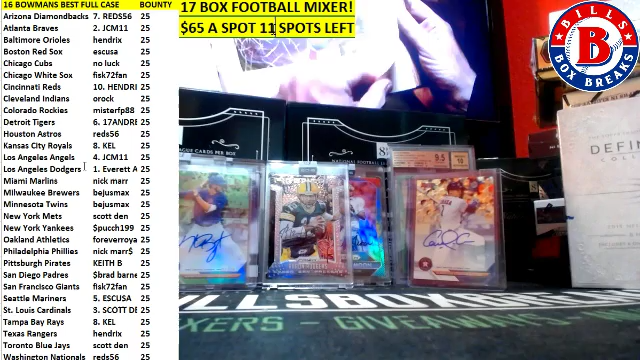 16 BOWMANS BEST FULL CASE BOUNTY
Arizona Diamondbacks 7. REDS56 25
Atlanta Braves 2. JCM11 25
Baltimore Orioles hendrix 25
Boston Red Sox escusa 25
Chicago Cubs no luck 25
Chicago White Sox fisk72fan 25
Cincinnati Reds 10. HENDRI 25
Cleveland Indians orock 25
Colorado Rockies misterfp88 25
Detroit Tigers 6. 17ANDRE 25
Houston Astros reds56 25
Kansas City Royals 8. KEL 25
Los Angeles Angels 4. JCM11 25
Los Angeles Dodgers 1. Everett A 25
Miami Marlins nick marr 25
Milwaukee Brewers bejusmax 25
Minnesota Twins bejusmax 25
New York Mets scott den 25
New York Yankees $pucch199 25
Oakland Athletics foreverroya 25
Philadelphia Phillies nick marr$ 25
Pittsburgh Pirates KEITH B 25
San Diego Padres $brad barne 25
San Francisco Giants fisk72fan 25
Seattle Mariners 5. ESCUSA 25
St. Louis Cardinals 3. SCOTT DE 25
Tampa Bay Rays 8. KEL 25
Texas Rangers hendrix 25
Toronto Blue Jays scott den 25
Washington Nationals reds56 25
17 BOX FOOTBALL MIXER!
$65 A SPOT 11 SPOTS LEFT
BILLS
B
BOX BREAKS
CARDS PER BOX
NATIONAL FOOTBALL
9.5
10
DEFIN
BILLSBOXBREAKS
MIXERS - GIVEAWAYS -